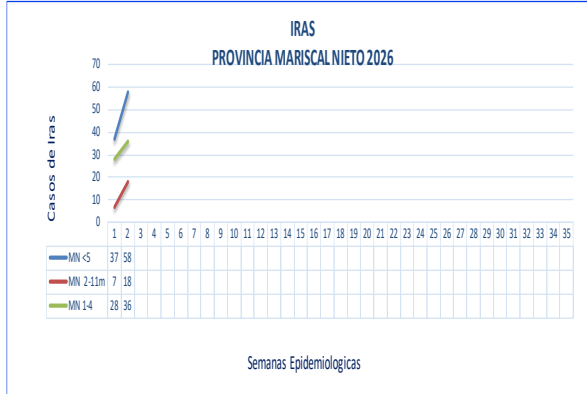 IRAS
PROVINCIA MARISCAL NIETO 2026
Casos de Iras
70
60
50
40
30
20
10
0
1 2 3 4 5 6 7 8 9 10 11 12 13 14 15 16 17 18 19 20 21 22 23 24 25 26 27 28 29 30 31 32 33 34 35
MN <5 37 58
MN 2-11m 7 18
MN 1-4 28 36
Semanas Epidemiologicas